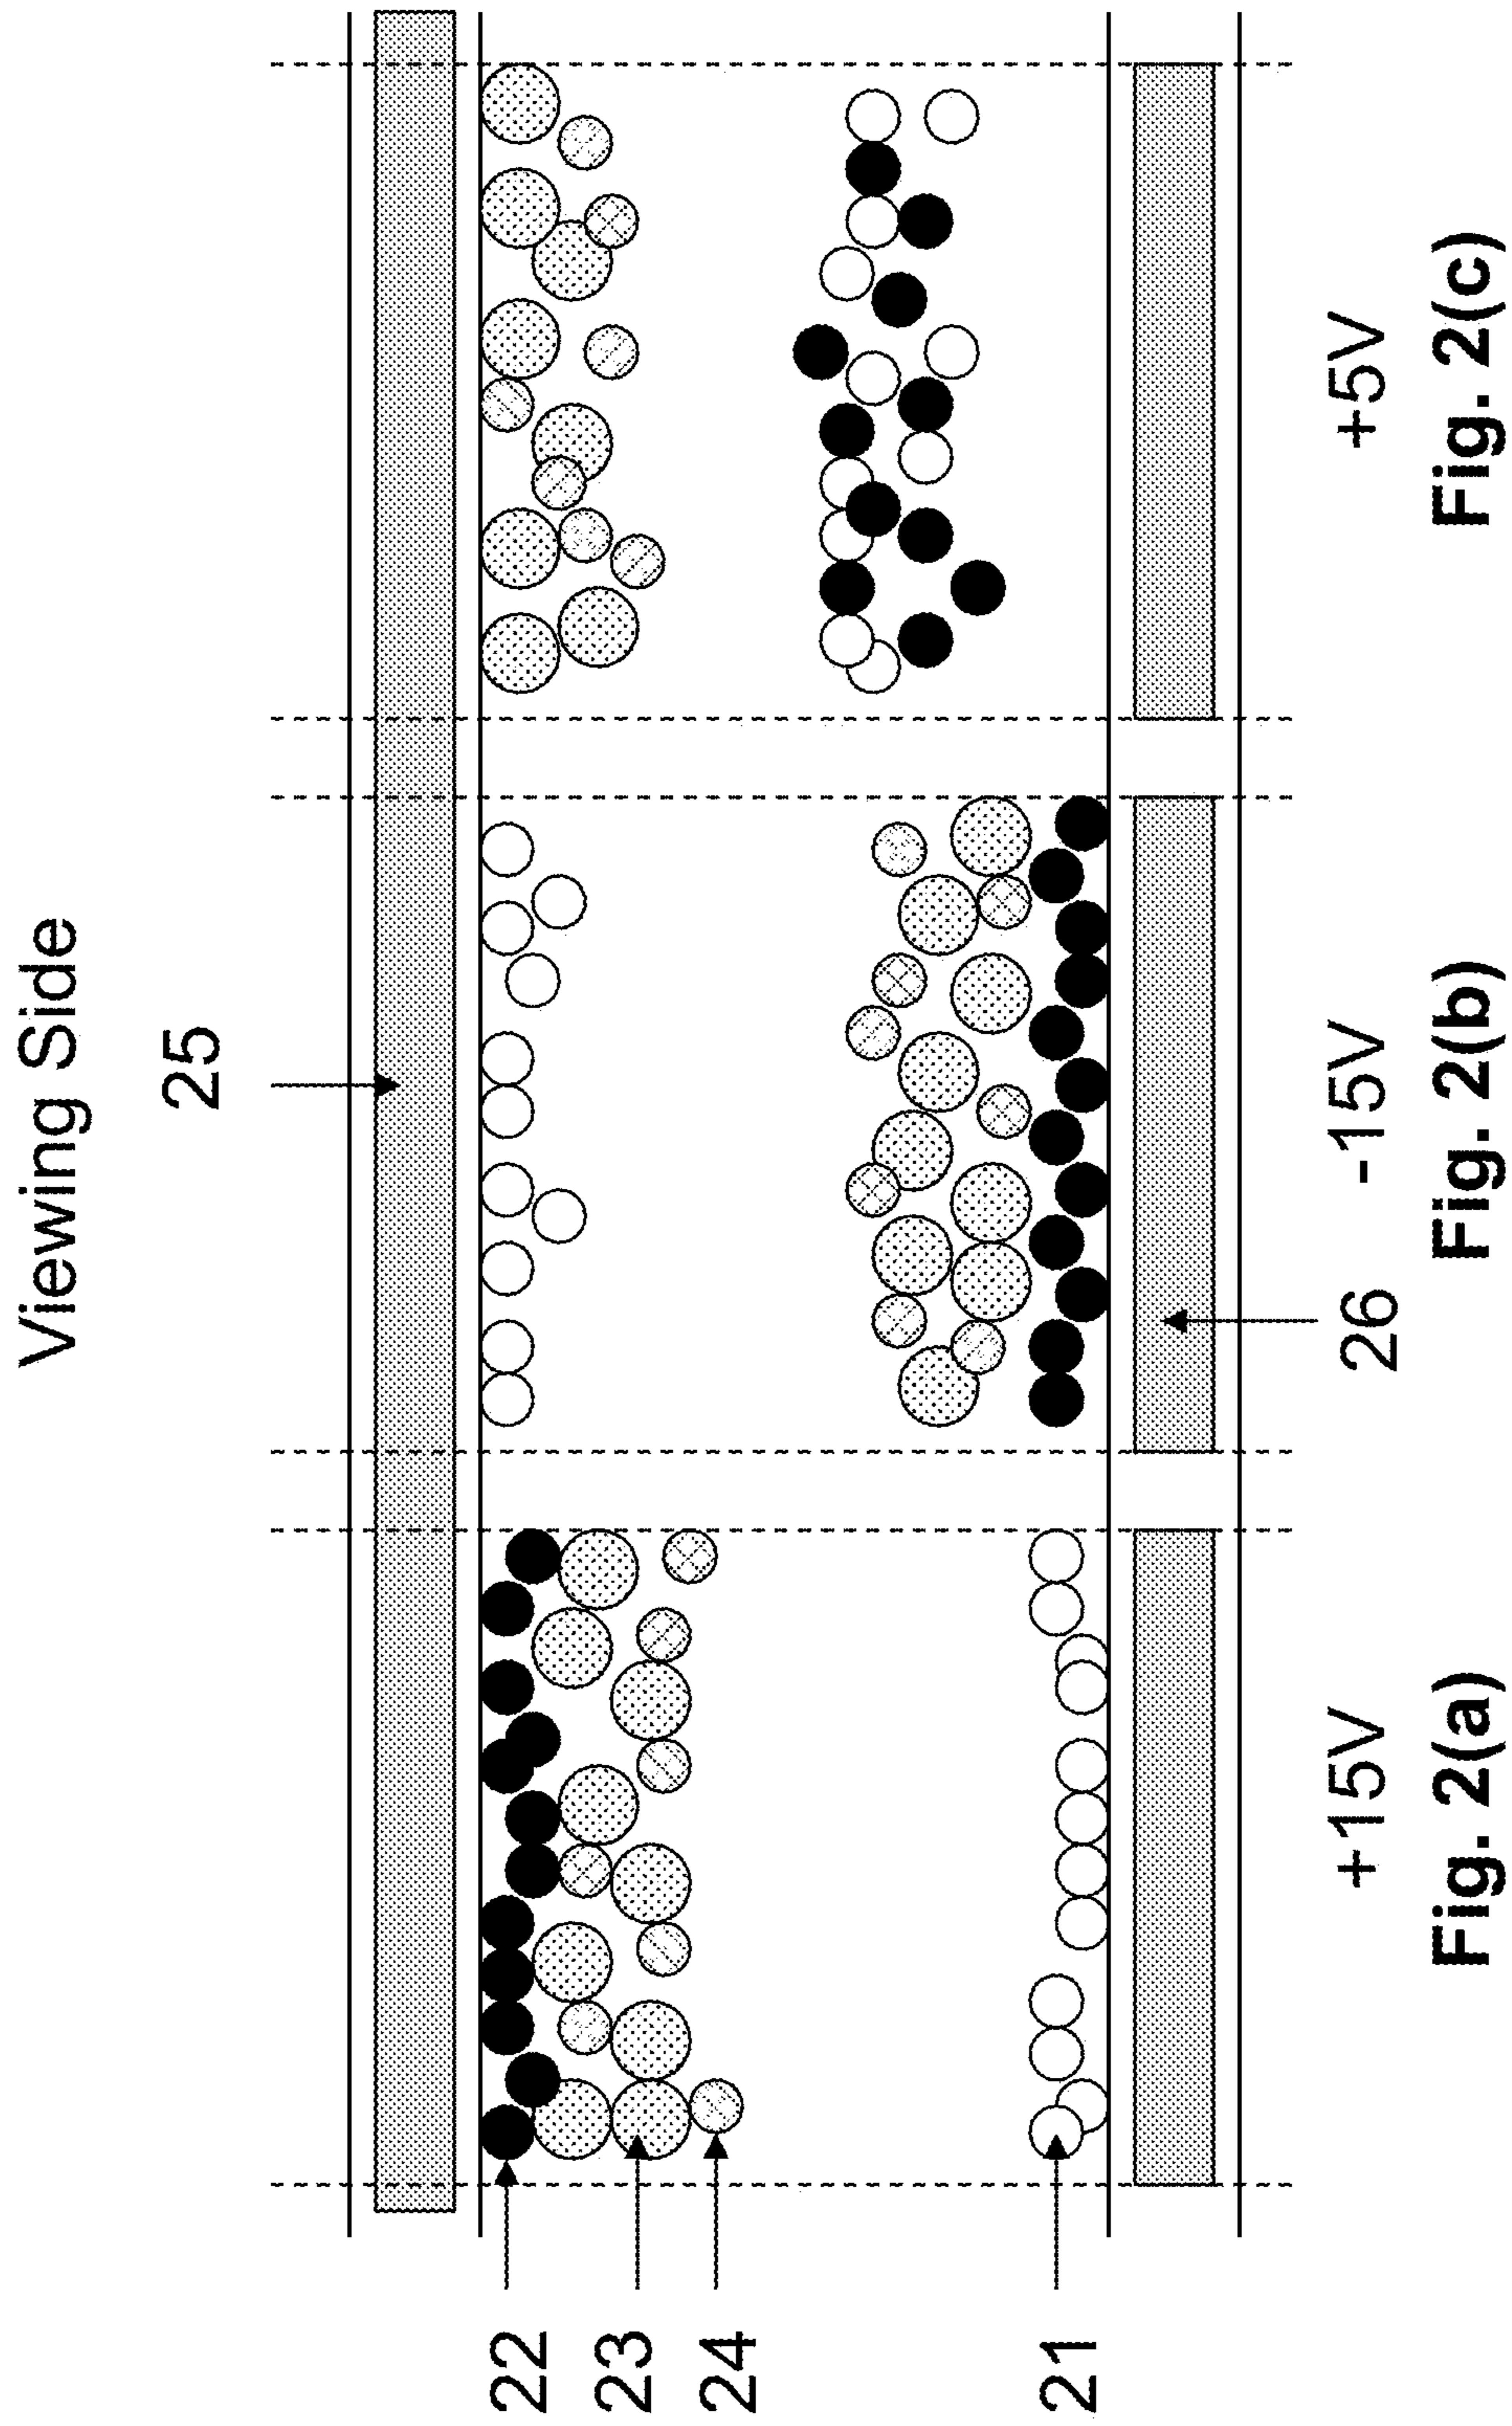 Viewing Side
25
22
23
24
21
26
+15V
-15V
+5V
Fig. 2(a)
Fig. 2(b)
Fig. 2(c)